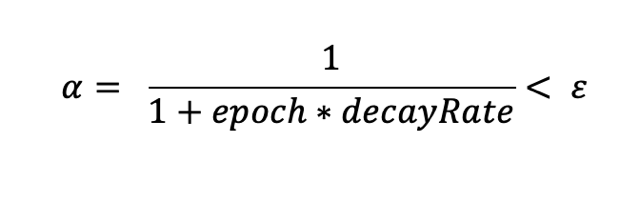 α = 1 / 1 + epoch * decayRate < ε